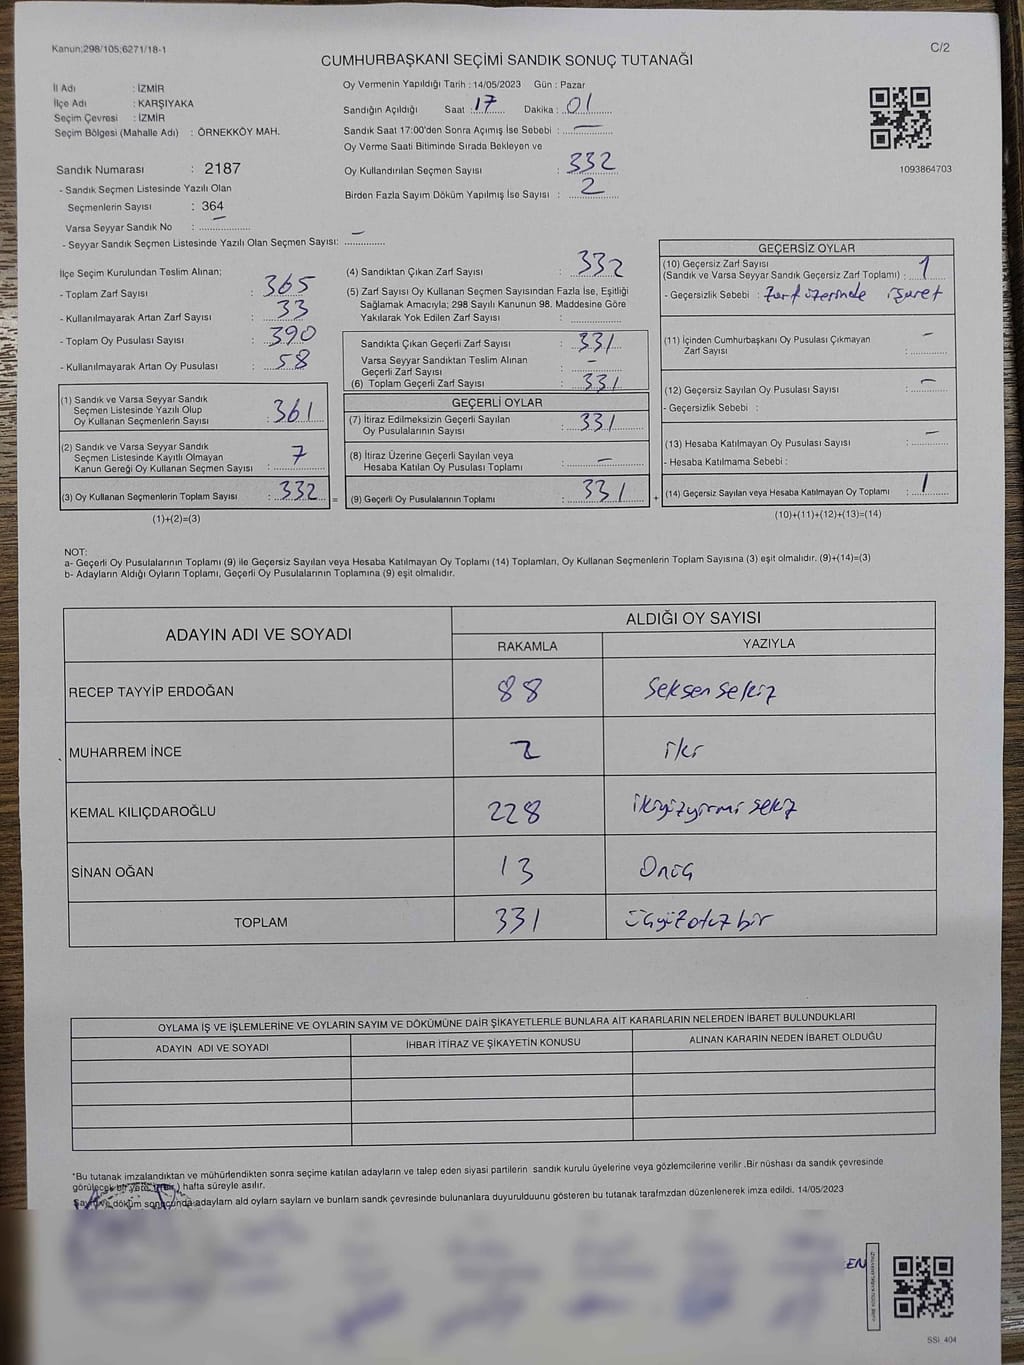 Kanun;298/105;6271/18-1
C/2
CUMHURBAŞKANI SEÇİMİ SANDIK SONUÇ TUTANAĞI
İl Adı : İZMİR
İlçe Adı : KARŞIYAKA
Seçim Çevresi : İZMİR
Seçim Bölgesi (Mahalle Adı) : ÖRNEKKÖY MAH.
Sandık Numarası : 2187
- Sandık Seçmen Listesinde Yazılı Olan
Seçmenlerin Sayısı : 364
Varsa Seyyar Sandık No : –
- Seyyar Sandık Seçmen Listesinde Yazılı Olan Seçmen Sayısı: –
Oy Vermenin Yapıldığı Tarih : 14/05/2023 Gün : Pazar
Sandığın Açıldığı Saat : 17 Dakika : 01
Sandık Saat 17:00'den Sonra Açımış İse Sebebi : –
Oy Verme Saati Bitiminde Sırada Bekleyen ve
Oy Kullandırılan Seçmen Sayısı : 332
Birden Fazla Sayım Döküm Yapılmış İse Sayısı : 2
1093864703
İlçe Seçim Kurulundan Teslim Alınan;
- Toplam Zarf Sayısı : 365
- Kullanılmayarak Artan Zarf Sayısı : 33
- Toplam Oy Pusulası Sayısı : 390
- Kullanılmayarak Artan Oy Pusulası : 58
(1) Sandık ve Varsa Seyyar Sandık
Seçmen Listesinde Yazılı Olup
Oy Kullanan Seçmenlerin Sayısı : 361
(2) Sandık ve Varsa Seyyar Sandık
Seçmen Listesinde Kayıtlı Olmayan
Kanun Gereği Oy Kullanan Seçmen Sayısı : 7
(3) Oy Kullanan Seçmenlerin Toplam Sayısı : 332 =
(1)+(2)=(3)
(4) Sandıktan Çıkan Zarf Sayısı : 332
(5) Zarf Sayısı Oy Kullanan Seçmen Sayısından Fazla İse, Eşitliği
Sağlamak Amacıyla; 298 Sayılı Kanunun 98. Maddesine Göre
Yakılarak Yok Edilen Zarf Sayısı :
Sandıkta Çıkan Geçerli Zarf Sayısı : 331
Varsa Seyyar Sandıktan Teslim Alınan
Geçerli Zarf Sayısı : –
(6) Toplam Geçerli Zarf Sayısı : 331
GEÇERLİ OYLAR
(7) İtiraz Edilmeksizin Geçerli Sayılan
Oy Pusulalarının Sayısı : 331
(8) İtiraz Üzerine Geçerli Sayılan veya
Hesaba Katılan Oy Pusulası Toplamı : –
(9) Geçerli Oy Pusulalarının Toplamı : 331 +
GEÇERSİZ OYLAR
(10) Geçersiz Zarf Sayısı
(Sandık ve Varsa Seyyar Sandık Geçersiz Zarf Toplamı) : 1
- Geçersizlik Sebebi : Zarf üzerinde işaret
(11) İçinden Cumhurbaşkanı Oy Pusulası Çıkmayan
Zarf Sayısı : –
(12) Geçersiz Sayılan Oy Pusulası Sayısı : –
- Geçersizlik Sebebi :
(13) Hesaba Katılmayan Oy Pusulası Sayısı : –
- Hesaba Katılmama Sebebi :
(14) Geçersiz Sayılan veya Hesaba Katılmayan Oy Toplamı : 1
(10)+(11)+(12)+(13)=(14)
NOT:
a- Geçerli Oy Pusulalarının Toplamı (9) ile Geçersiz Sayılan veya Hesaba Katılmayan Oy Toplamı (14) Toplamları, Oy Kullanan Seçmenlerin Toplam Sayısına (3) eşit olmalıdır. (9)+(14)=(3)
b- Adayların Aldığı Oyların Toplamı, Geçerli Oy Pusulalarının Toplamına (9) eşit olmalıdır.
ADAYIN ADI VE SOYADI
ALDIĞI OY SAYISI
RAKAMLA YAZIYLA
RECEP TAYYİP ERDOĞAN 88 Seksen sekiz
MUHARREM İNCE 2 iki
KEMAL KILIÇDAROĞLU 228 ikiyüzyirmi sekiz
SİNAN OĞAN 13 Onüç
TOPLAM 331 üçyüzotuz bir
OYLAMA İŞ VE İŞLEMLERİNE VE OYLARIN SAYIM VE DÖKÜMÜNE DAİR ŞİKAYETLERLE BUNLARA AİT KARARLARIN NELERDEN İBARET BULUNDUKLARI
ADAYIN ADI VE SOYADI İHBAR İTİRAZ VE ŞİKAYETİN KONUSU ALINAN KARARIN NEDEN İBARET OLDUĞU
*Bu tutanak imzalandıktan ve mühürlendikten sonra seçime katılan adayların ve talep eden siyasi partilerin sandık kurulu üyelerine veya gözlemcilerine verilir .Bir nüshası da sandık çevresinde
görülecek bir yere (bir) hafta süreyle asılır.
Sayım ve döküm sonucunda adaylarn ald oylarn saylarn ve bunlarn sandk çevresinde bulunanlara duyurulduunu gösteren bu tutanak tarafmzdan düzenlenerek imza edildi. 14/05/2023
EN
SSİ 404